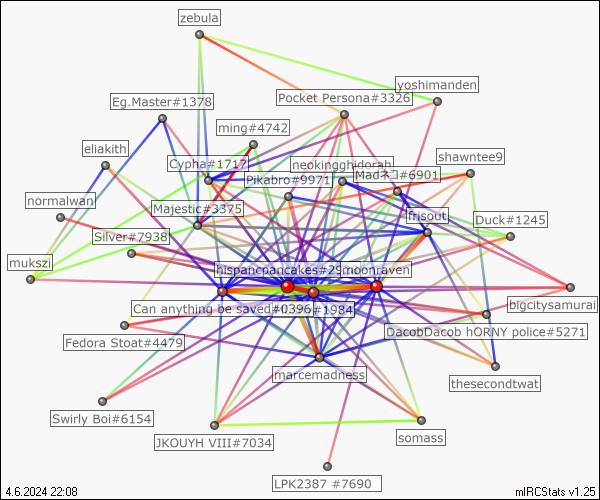 zebula
yoshimanden
Pocket Persona#3326
Eg.Master#1378
ming#4742
eliakith
Cypha#1717
neokingghidorah
shawntee9
Pikabro#9971
Madネコ#6901
normalwan
Majestic#3375
frisout
Duck#1245
Silver#7938
mukszi
hispancpancakes#29
moonraven
bigcitysamurai
Can anything be saved#0396
#1984
DacobDacob hORNY police#5271
Fedora Stoat#4479
marcemadness
thesecondtwat
Swirly Boi#6154
JKOUYH VIII#7034
somass
LPK2387 #7690
4.6.2024 22:08
mIRCStats v1.25